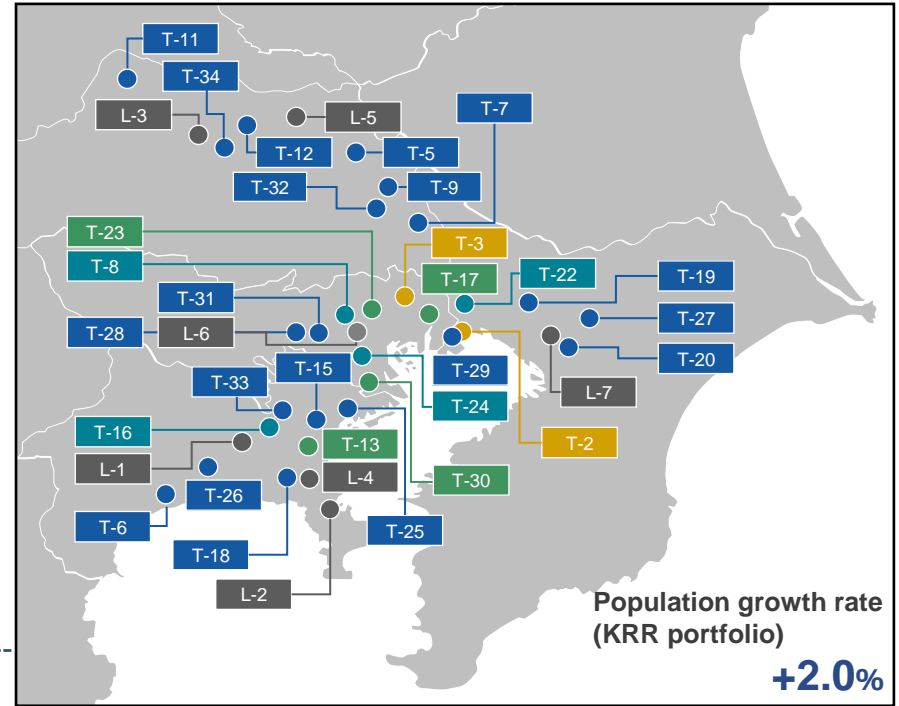 T-11
T-34
T-7
L-3
L-5
T-12
T-5
T-32
T-9
T-23
T-3
T-8
T-17
T-22
T-19
T-31
T-28
L-6
T-27
T-15
T-33
T-29
T-20
L-7
T-24
T-16
T-13
T-2
L-1
L-4
T-30
T-26
T-6
T-25
T-18
L-2
Population growth rate
(KRR portfolio)
+2.0%